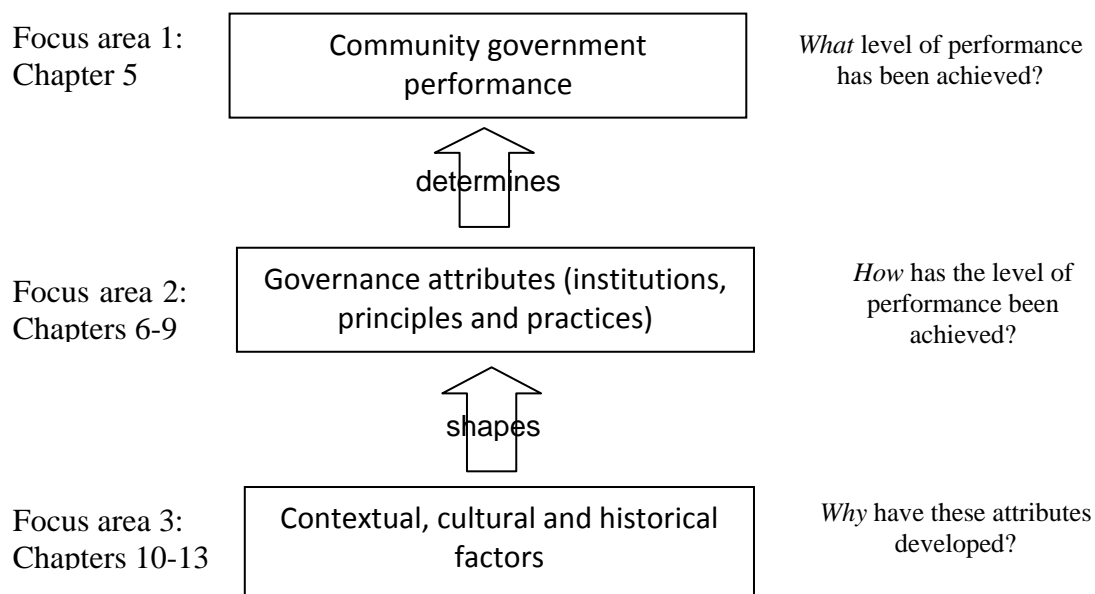 Focus area 1:
Chapter 5
Community government
performance
What level of performance
has been achieved?
determines
Focus area 2:
Chapters 6-9
Governance attributes (institutions,
principles and practices)
How has the level of
performance been
achieved?
shapes
Focus area 3:
Chapters 10-13
Contextual, cultural and historical
factors
Why have these attributes
developed?